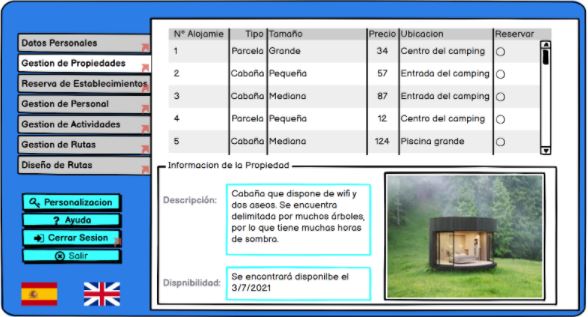 Datos Personales
Gestion de Propiedades
Reserva de Establecimientos
Gestion de Personal
Gestion de Actividades
Gestion de Rutas
Diseño de Rutas
Personalizacion
? Ayuda
Cerrar Sesion
Salir
Nº Alojamie Tipo Tamaño Precio Ubicacion Reservar
1 Parcela Grande 34 Centro del camping
2 Cabaña Pequeña 57 Entrada del camping
3 Cabaña Mediana 87 Entrada del camping
4 Parcela Pequeña 12 Centro del camping
5 Cabaña Mediana 124 Piscina grande
Informacion de la Propiedad
Descripción:
Cabaña que dispone de wifi y
dos aseos. Se encuentra
delimitada por muchos árboles,
por lo que tiene muchas horas
de sombra.
Dispnibilidad:
Se encontrará disponilbe el
3/7/2021